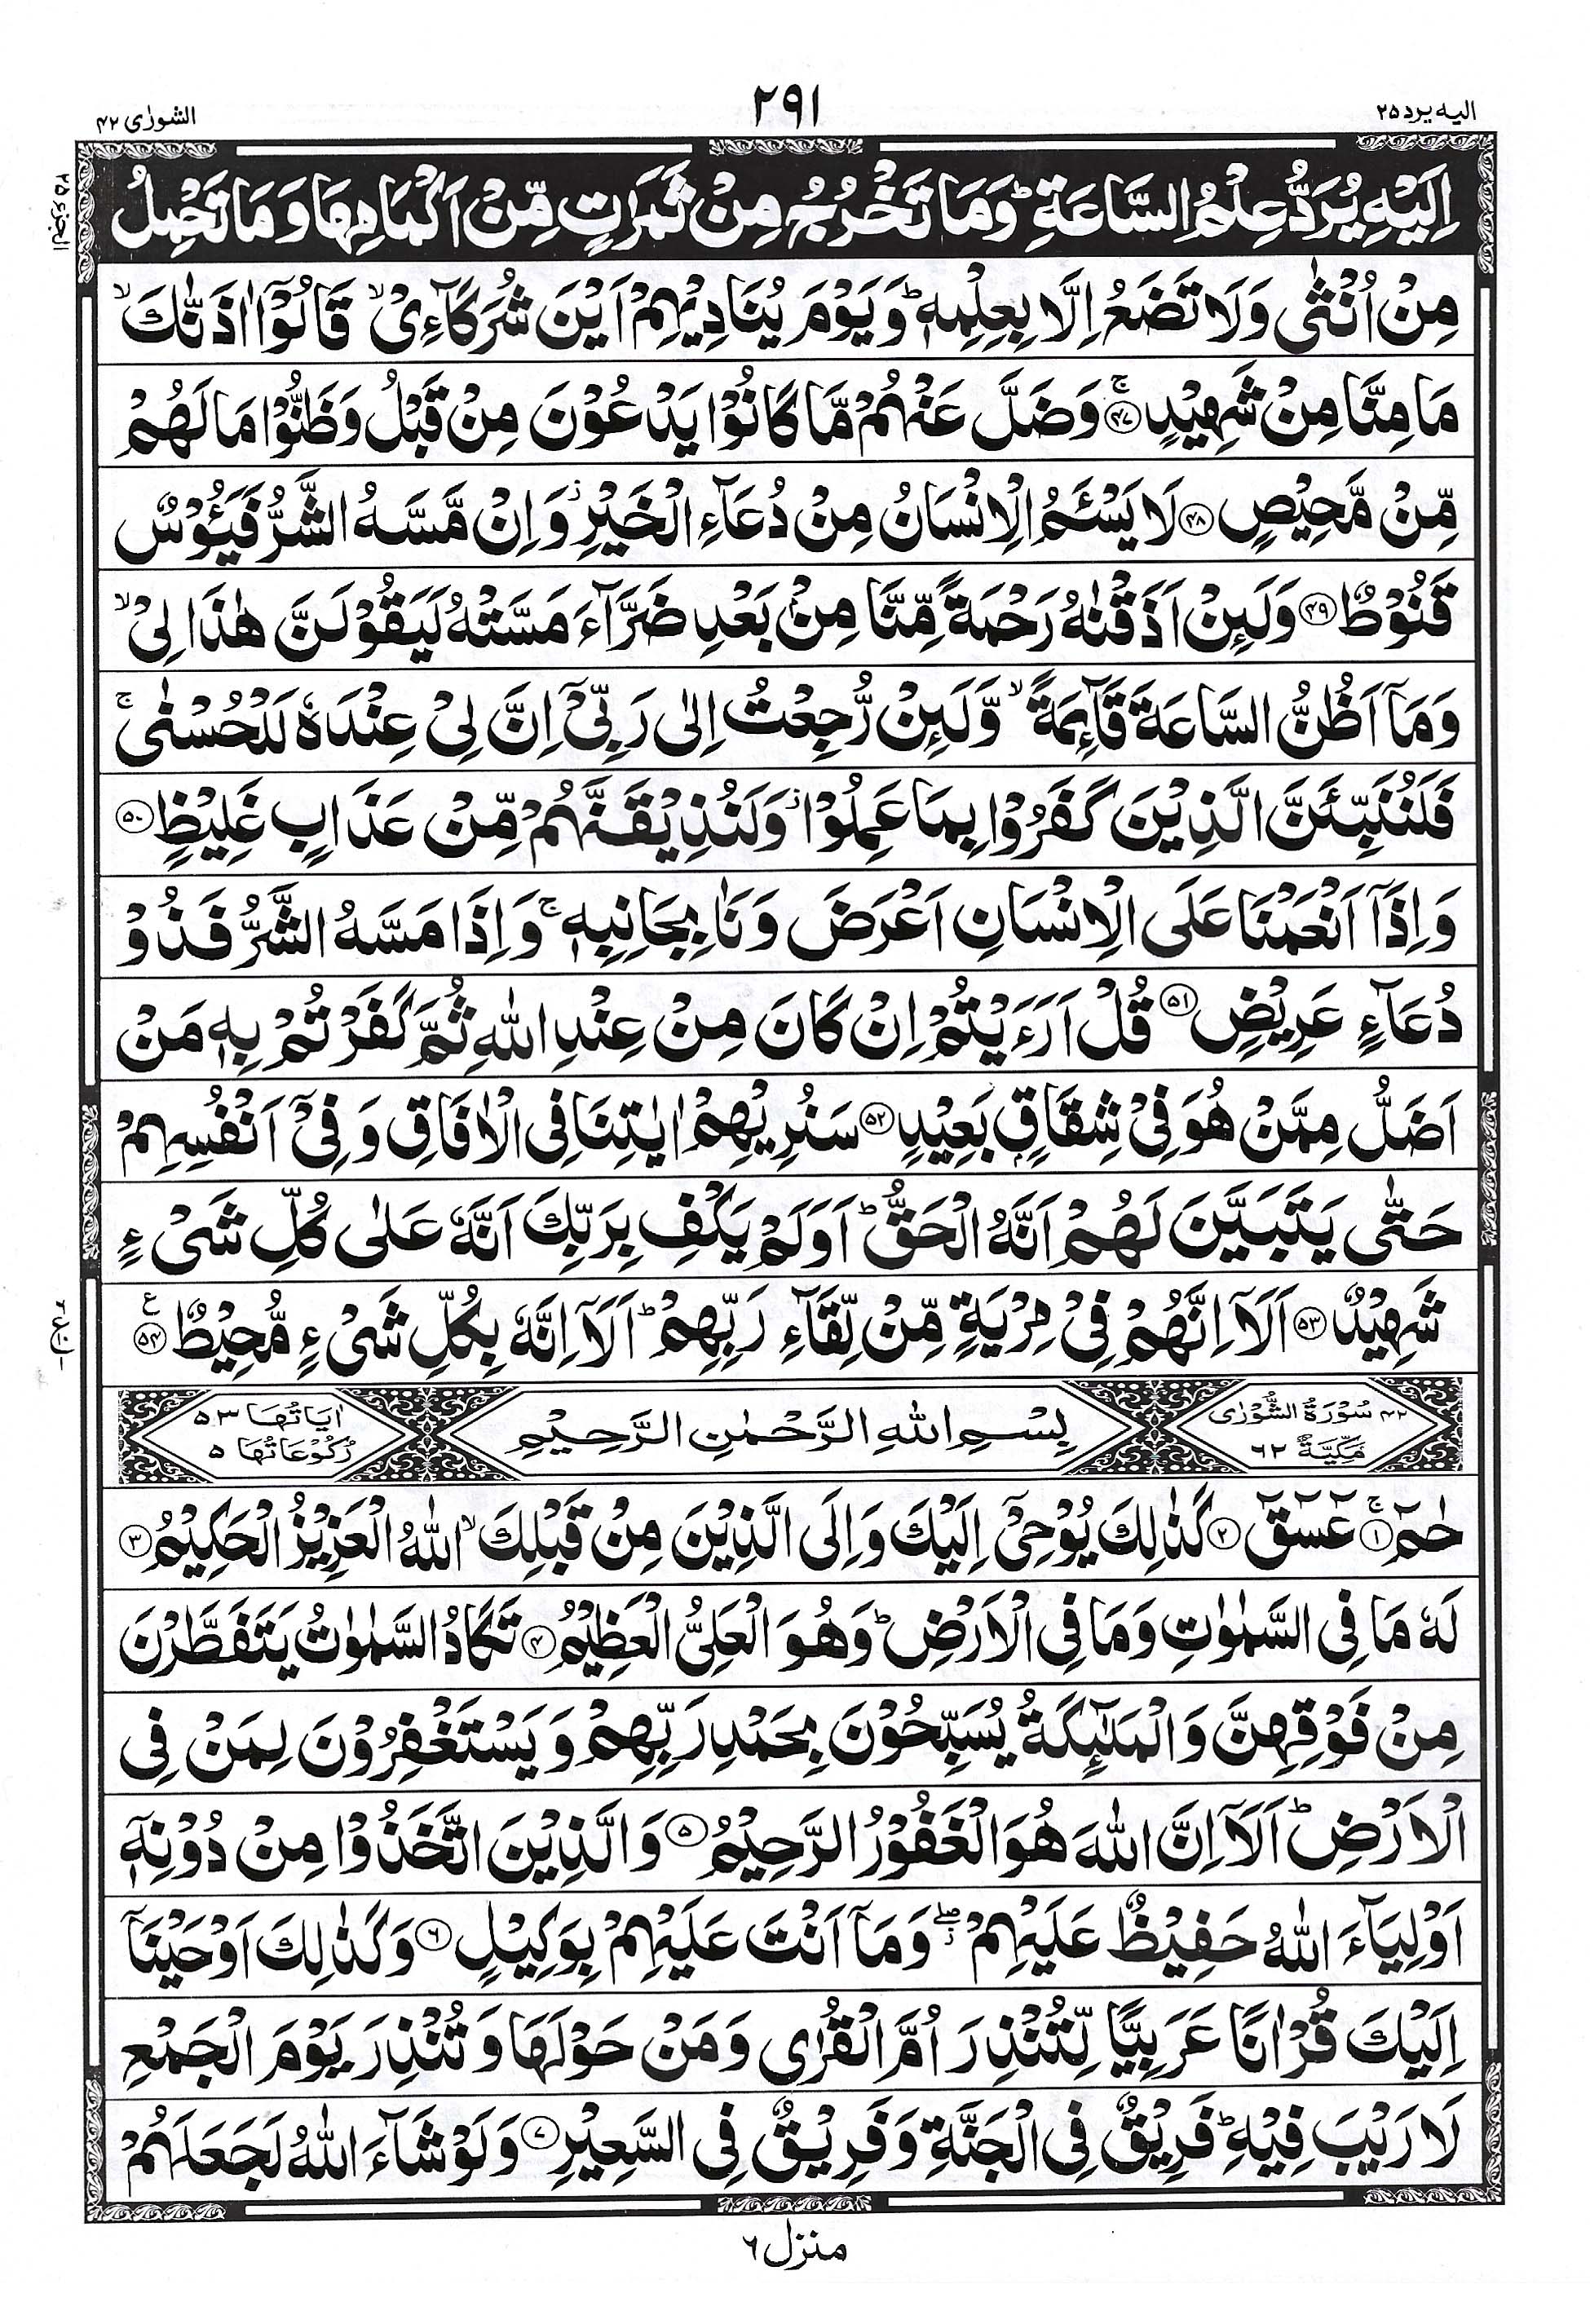 الیه یرد ۲۵
۲۹۱
الشورٰی ۴۲
الجزء ۲۵
اِلَيْهِ يُرَدُّ عِلْمُ السَّاعَةِ ؕ وَمَا تَخْرُجُ مِنْ ثَمَرٰتٍ مِّنْ اَكْمَامِهَا وَمَا تَحْمِلُ
مِنْ اُنْثٰى وَلَا تَضَعُ اِلَّا بِعِلْمِهٖ ؕ وَيَوْمَ يُنَادِيْهِمْ اَيْنَ شُرَكَآءِىْ ۙ قَالُوْٓا اٰذَنّٰكَ ۙ
مَا مِنَّا مِنْ شَهِيْدٍ ۚ ﴿۴۷﴾ وَضَلَّ عَنْهُمْ مَّا كَانُوْا يَدْعُوْنَ مِنْ قَبْلُ وَظَنُّوْا مَا لَهُمْ
مِّنْ مَّحِيْصٍ ﴿۴۸﴾ لَا يَسْئَمُ الْاِنْسَانُ مِنْ دُعَآءِ الْخَيْرِ ز وَاِنْ مَّسَّهُ الشَّرُّ فَيَئُوْسٌ
قَنُوْطٌ ﴿۴۹﴾ وَلَئِنْ اَذَقْنٰهُ رَحْمَةً مِّنَّا مِنْۢ بَعْدِ ضَرَّآءَ مَسَّتْهُ لَيَقُوْلَنَّ هٰذَا لِىْ ۙ
وَمَآ اَظُنُّ السَّاعَةَ قَآئِمَةً ۙ وَّلَئِنْ رُّجِعْتُ اِلٰى رَبِّىْٓ اِنَّ لِىْ عِنْدَهٗ لَلْحُسْنٰى ۚ
فَلَنُنَبِّئَنَّ الَّذِيْنَ كَفَرُوْا بِمَا عَمِلُوْا ز وَلَنُذِيْقَنَّهُمْ مِّنْ عَذَابٍ غَلِيْظٍ ﴿۵۰﴾
وَاِذَآ اَنْعَمْنَا عَلَى الْاِنْسَانِ اَعْرَضَ وَنَاٰ بِجَانِبِهٖ ۚ وَاِذَا مَسَّهُ الشَّرُّ فَذُوْ
دُعَآءٍ عَرِيْضٍ ﴿۵۱﴾ قُلْ اَرَءَيْتُمْ اِنْ كَانَ مِنْ عِنْدِ اللّٰهِ ثُمَّ كَفَرْتُمْ بِهٖ مَنْ
اَضَلُّ مِمَّنْ هُوَ فِىْ شِقَاقٍۭ بَعِيْدٍ ﴿۵۲﴾ سَنُرِيْهِمْ اٰيٰتِنَا فِى الْاٰفَاقِ وَفِىْٓ اَنْفُسِهِمْ
حَتّٰى يَتَبَيَّنَ لَهُمْ اَنَّهُ الْحَقُّ ؕ اَوَلَمْ يَكْفِ بِرَبِّكَ اَنَّهٗ عَلٰى كُلِّ شَىْءٍ
شَهِيْدٌ ﴿۵۳﴾ اَلَآ اِنَّهُمْ فِىْ مِرْيَةٍ مِّنْ لِّقَآءِ رَبِّهِمْ ؕ اَلَآ اِنَّهٗ بِكُلِّ شَىْءٍ مُّحِيْطٌ ﴿۵۴﴾ ع
۴۲ سُوْرَةُ الشُّوْرٰى
مَكِّيَّةٌ ۶۲
بِسْمِ اللّٰهِ الرَّحْمٰنِ الرَّحِيْمِ
اٰيَاتُهَا ۵۳
رُكُوْعَاتُهَا ۵
حٰمٓ ۚ ﴿۱﴾ عٓسٓقٓ ﴿۲﴾ كَذٰلِكَ يُوْحِىْٓ اِلَيْكَ وَاِلَى الَّذِيْنَ مِنْ قَبْلِكَ ۙ اللّٰهُ الْعَزِيْزُ الْحَكِيْمُ ﴿۳﴾
لَهٗ مَا فِى السَّمٰوٰتِ وَمَا فِى الْاَرْضِ ؕ وَهُوَ الْعَلِىُّ الْعَظِيْمُ ﴿۴﴾ تَكَادُ السَّمٰوٰتُ يَتَفَطَّرْنَ
مِنْ فَوْقِهِنَّ وَالْمَلٰٓئِكَةُ يُسَبِّحُوْنَ بِحَمْدِ رَبِّهِمْ وَيَسْتَغْفِرُوْنَ لِمَنْ فِى
الْاَرْضِ ؕ اَلَآ اِنَّ اللّٰهَ هُوَ الْغَفُوْرُ الرَّحِيْمُ ﴿۵﴾ وَالَّذِيْنَ اتَّخَذُوْا مِنْ دُوْنِهٖٓ
اَوْلِيَآءَ اللّٰهُ حَفِيْظٌ عَلَيْهِمْ ۖز وَمَآ اَنْتَ عَلَيْهِمْ بِوَكِيْلٍ ﴿۶﴾ وَكَذٰلِكَ اَوْحَيْنَآ
اِلَيْكَ قُرْاٰنًا عَرَبِيًّا لِّتُنْذِرَ اُمَّ الْقُرٰى وَمَنْ حَوْلَهَا وَتُنْذِرَ يَوْمَ الْجَمْعِ
لَا رَيْبَ فِيْهِ ؕ فَرِيْقٌ فِى الْجَنَّةِ وَفَرِيْقٌ فِى السَّعِيْرِ ﴿۷﴾ وَلَوْ شَآءَ اللّٰهُ لَجَعَلَهُمْ
منزل ۶